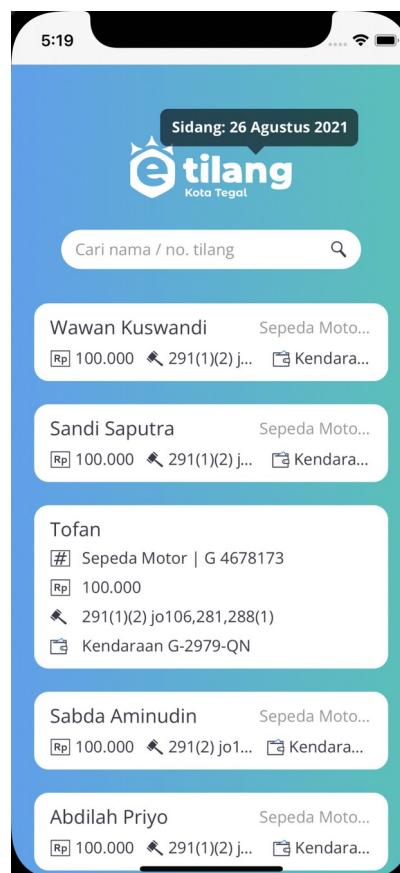 5:19
Sidang: 26 Agustus 2021
e tilang
Kota Tegal
Cari nama / no. tilang
Wawan Kuswandi Sepeda Moto...
Rp 100.000 291(1)(2) j... Kendara...
Sandi Saputra Sepeda Moto...
Rp 100.000 291(1)(2) j... Kendara...
Tofan
# Sepeda Motor | G 4678173
Rp 100.000
291(1)(2) jo106,281,288(1)
Kendaraan G-2979-QN
Sabda Aminudin Sepeda Moto...
Rp 100.000 291(2) jo1... Kendara...
Abdilah Priyo Sepeda Moto...
Rp 100.000 291(1)(2) j... Kendara...